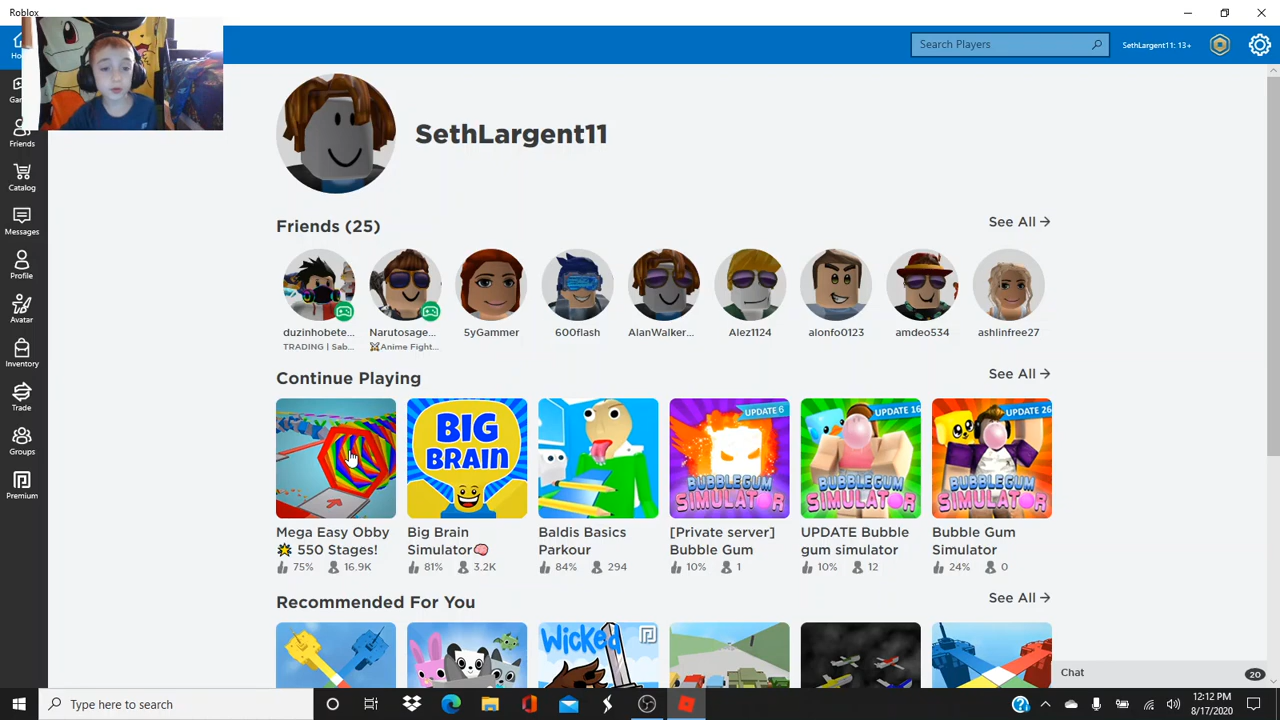 Roblox
Search Players
SethLargent11: 13+
Friends
Catalog
Messages
Profile
Avatar
Inventory
Trade
Groups
Premium
SethLargent11
Friends (25)
See All
duzinhobete...
Narutosage...
5yGammer
600flash
AlanWalker...
Alez1124
alonfo0123
amdeo534
ashlinfree27
TRADING | Sab...
Anime Fight...
Continue Playing
See All
BIG
BRAIN
UPDATE 6
BUBBLEGUM
SIMULATOR
UPDATE 16
BUBBLEGUM
SIMULATOR
UPDATE 26
BUBBLEGUM
SIMULATOR
Mega Easy Obby
550 Stages!
75% 16.9K
Big Brain
Simulator
81% 3.2K
Baldis Basics
Parkour
84% 294
[Private server]
Bubble Gum
10% 1
UPDATE Bubble
gum simulator
10% 12
Bubble Gum
Simulator
24% 0
Recommended For You
See All
Wicked
Chat
20
Type here to search
12:12 PM
8/17/2020